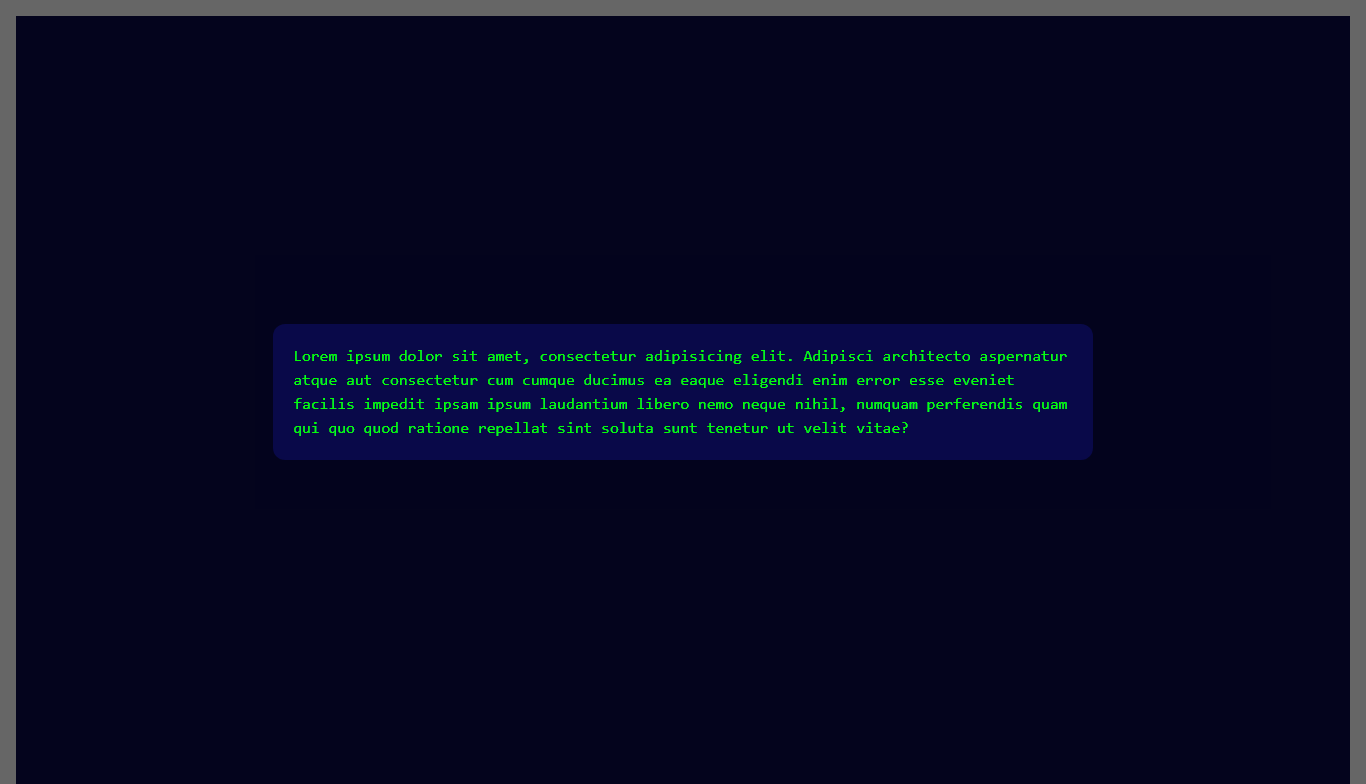 Lorem ipsum dolor sit amet, consectetur adipisicing elit. Adipisci architecto aspernatur
atque aut consectetur cum cumque ducimus ea eaque eligendi enim error esse eveniet
facilis impedit ipsam ipsum laudantium libero nemo neque nihil, numquam perferendis quam
qui quo quod ratione repellat sint soluta sunt tenetur ut velit vitae?